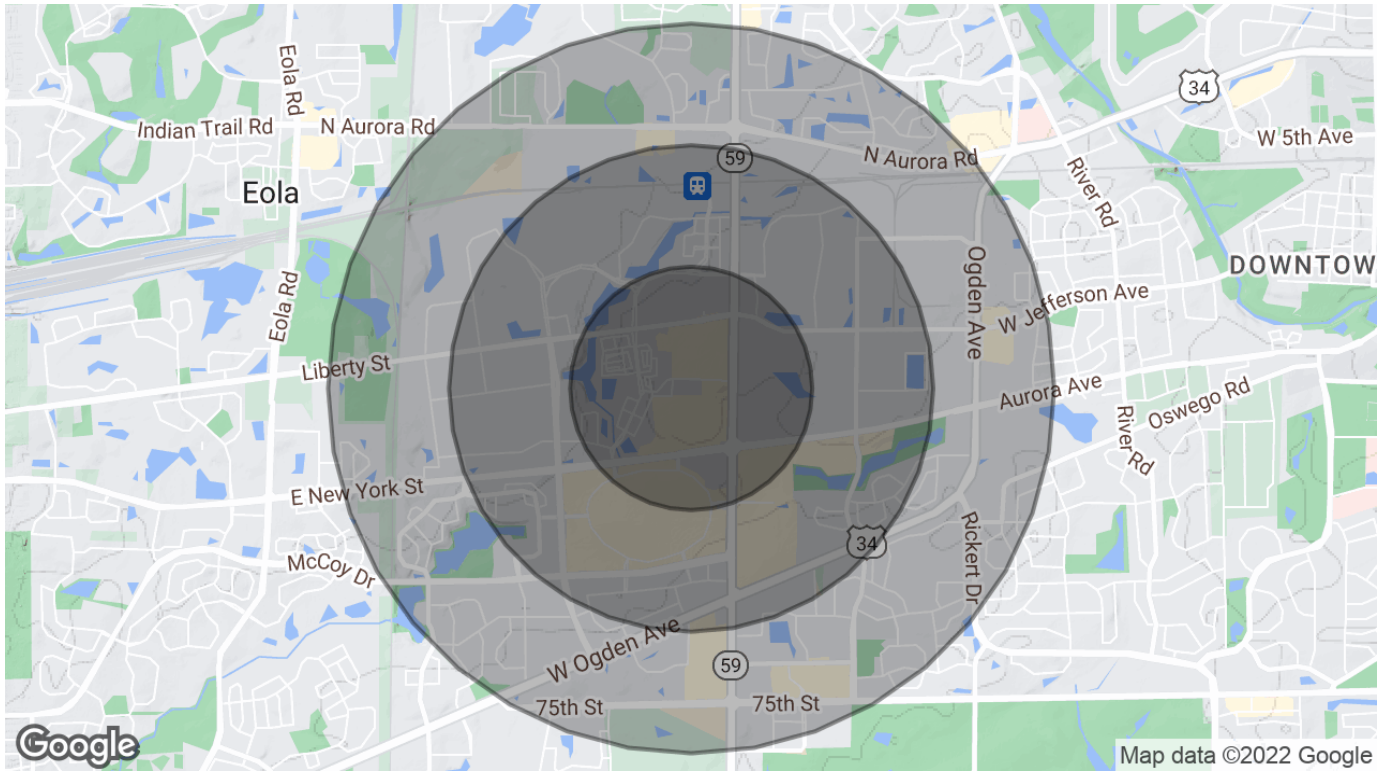 Eola Rd
34
Indian Trail Rd
N Aurora Rd
W 5th Ave
59
N Aurora Rd
River Rd
Eola
DOWNTOW
Ogden Ave
W Jefferson Ave
Eola Rd
Liberty St
Aurora Ave
Oswego Rd
River Rd
E New York St
34
Rickert Dr
McCoy Dr
W Ogden Ave
59
75th St
75th St
Google
Map data ©2022 Google